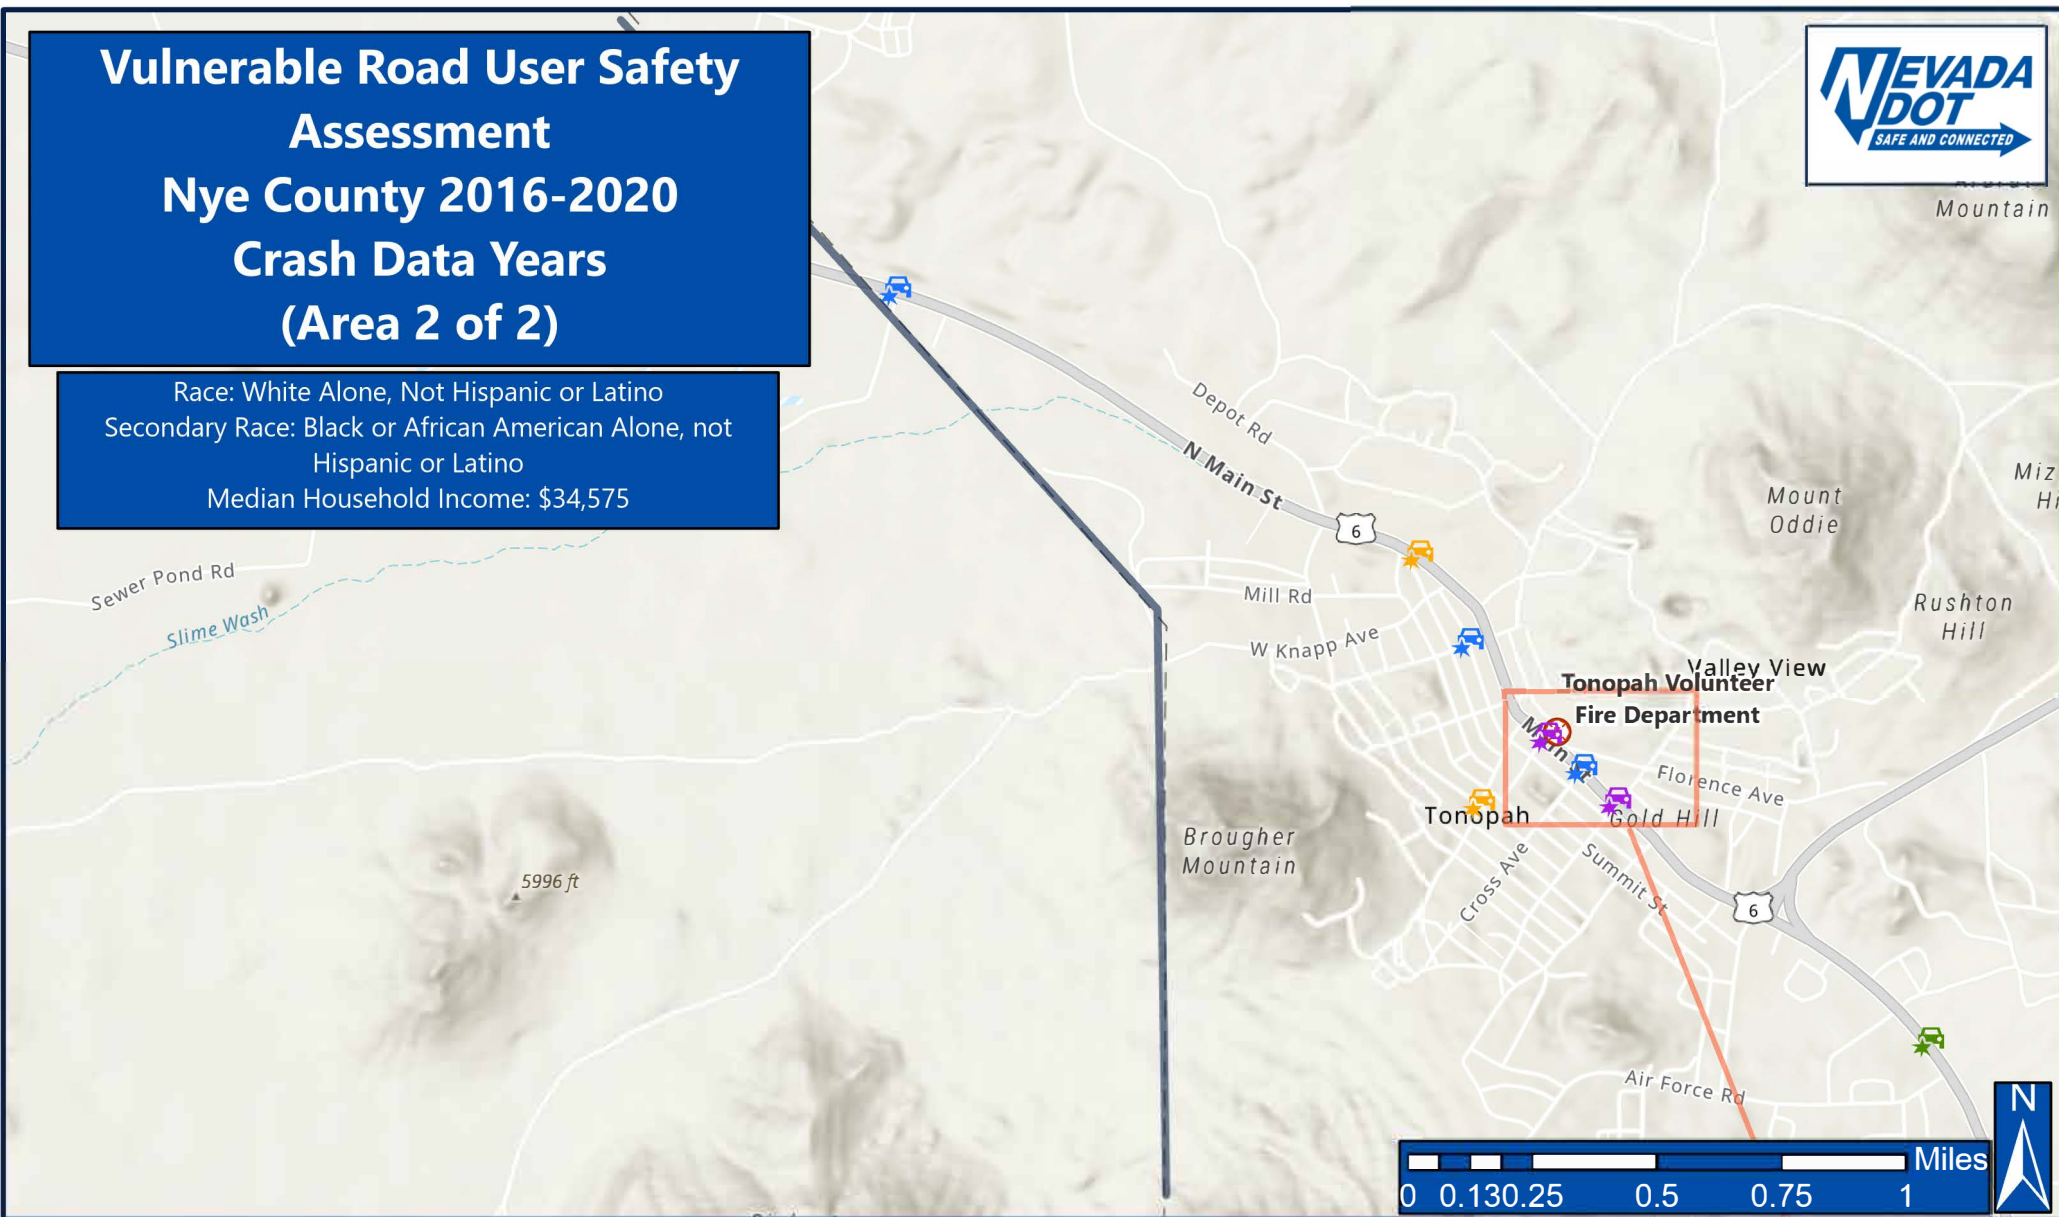 Vulnerable Road User Safety
Assessment
Nye County 2016-2020
Crash Data Years
(Area 2 of 2)
Race: White Alone, Not Hispanic or Latino
Secondary Race: Black or African American Alone, not
Hispanic or Latino
Median Household Income: $34,575
NEVADA
DOT
SAFE AND CONNECTED
Mountain
Depot Rd
N Main St
6
Mount
Oddie
Miz
Hi
Sewer Pond Rd
Slime Wash
Mill Rd
W Knapp Ave
Rushton
Hill
Valley View
Tonopah Volunteer
Fire Department
Main St
Florence Ave
Tonopah
Gold Hill
Brougher
Mountain
5996 ft
Cross Ave
Summit St
6
Air Force Rd
N
Miles
0 0.130.25 0.5 0.75 1